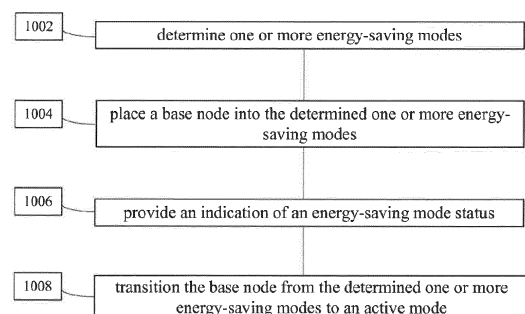 1002
determine one or more energy-saving modes
1004
place a base node into the determined one or more energy-
saving modes
1006
provide an indication of an energy-saving mode status
1008
transition the base node from the determined one or more
energy-saving modes to an active mode